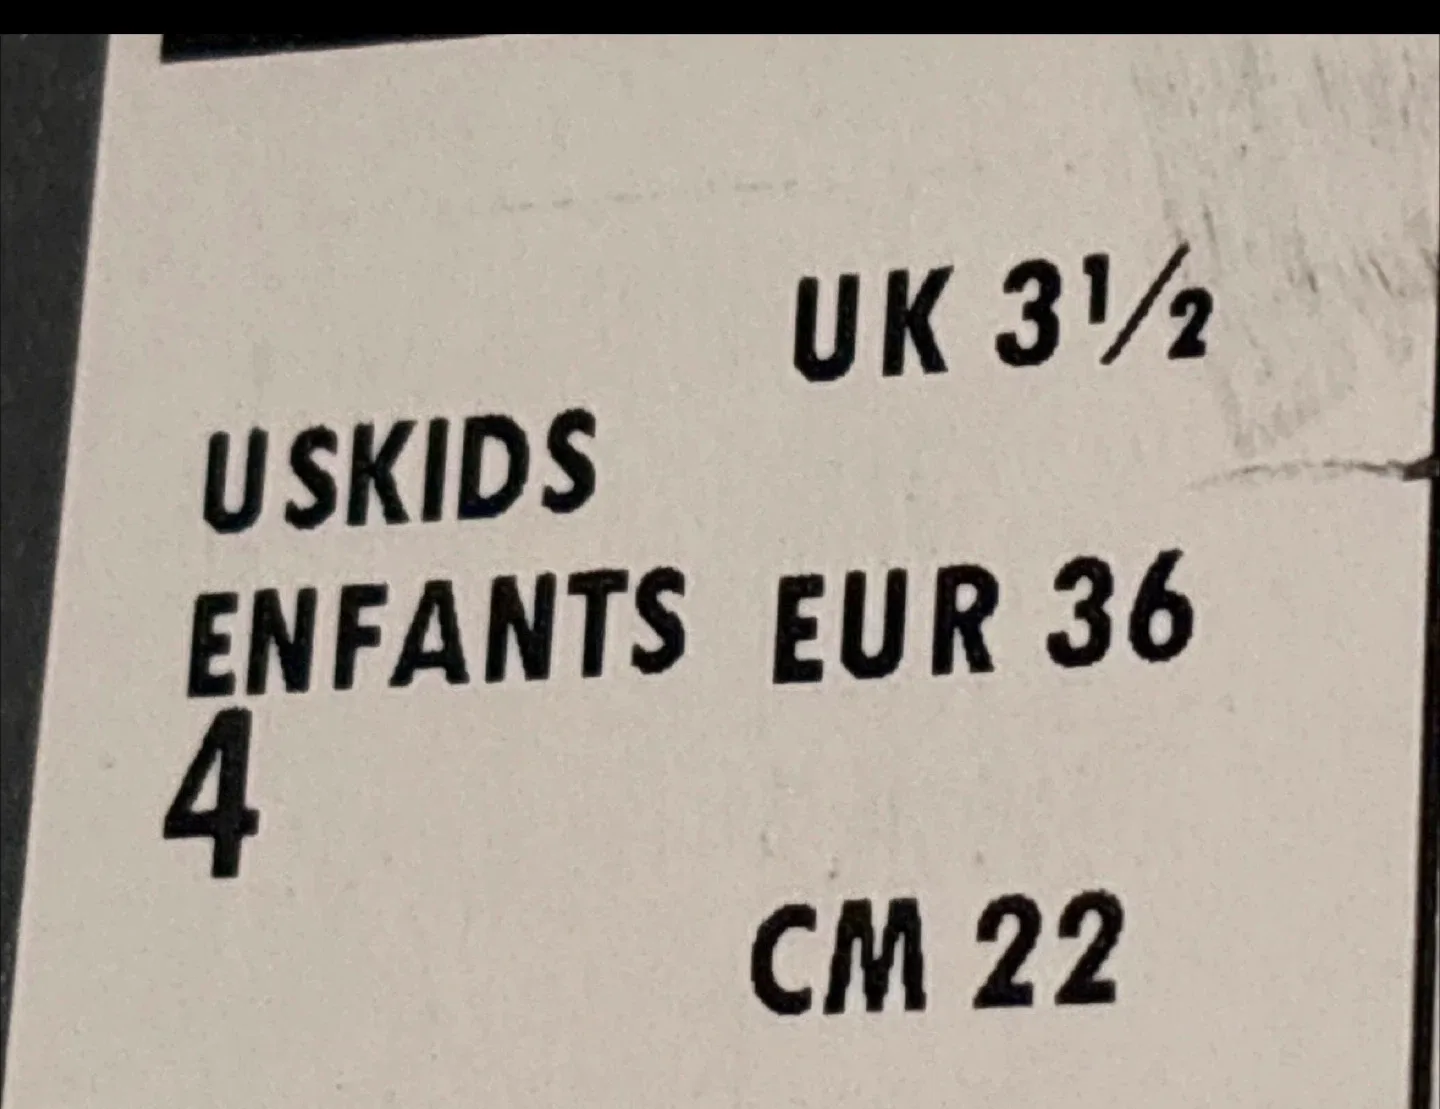 UK 3½
USKIDS
ENFANTS EUR 36
4
CM 22